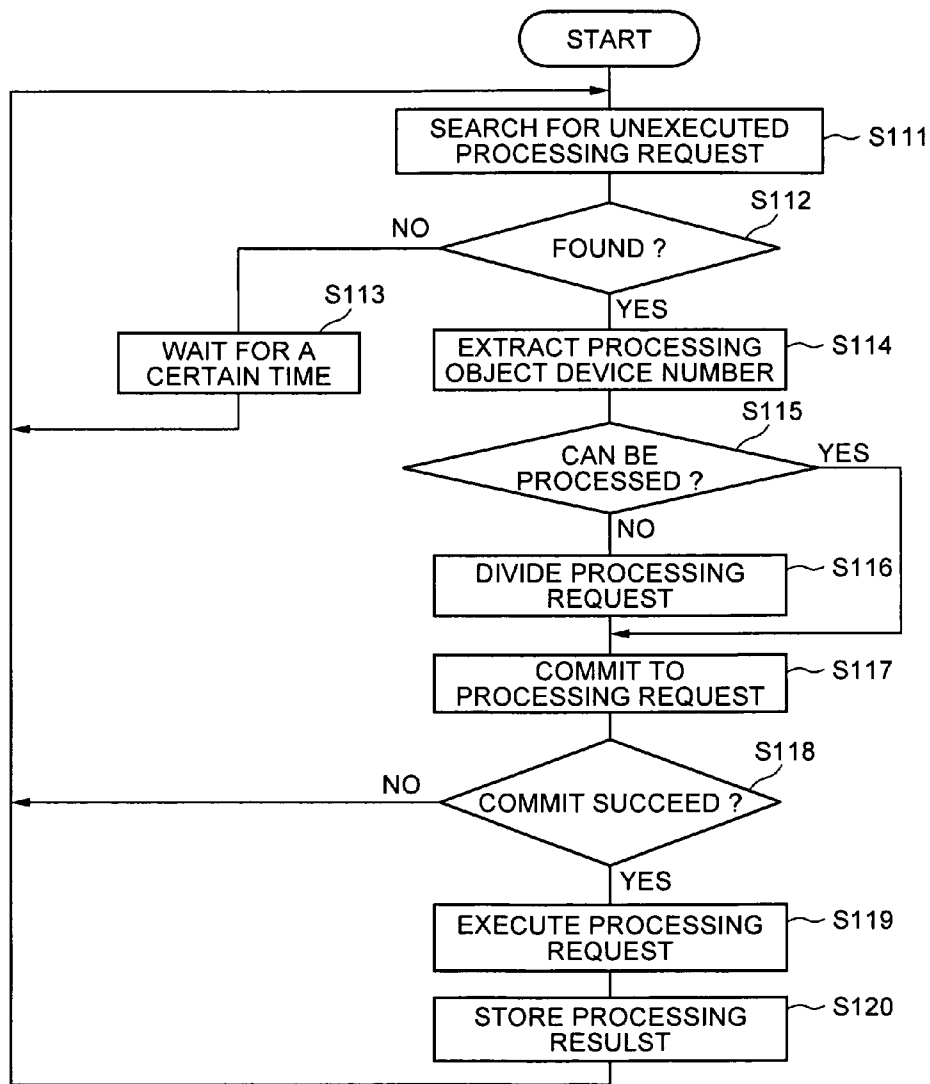 START
SEARCH FOR UNEXECUTED
PROCESSING REQUEST
S111
S112
NO
FOUND ?
YES
S113
WAIT FOR A
CERTAIN TIME
EXTRACT PROCESSING
OBJECT DEVICE NUMBER
S114
S115
CAN BE
PROCESSED ?
YES
NO
DIVIDE PROCESSING
REQUEST
S116
COMMIT TO
PROCESSING REQUEST
S117
S118
NO
COMMIT SUCCEED ?
YES
EXECUTE PROCESSING
REQUEST
S119
STORE PROCESSING
RESULST
S120